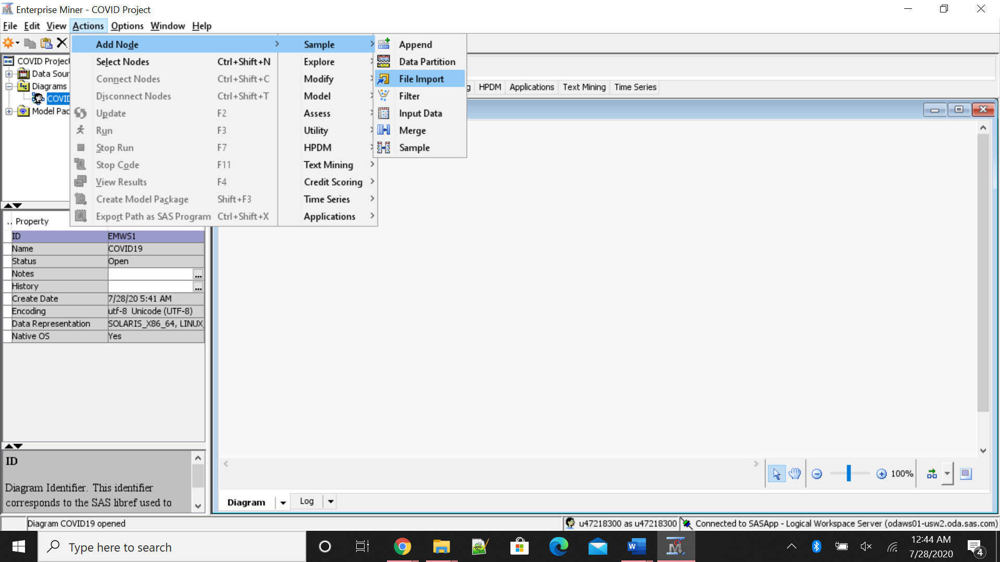 Enterprise Miner - COVID Project
File Edit View Actions Options Window Help
COVID Project
Data Sour
Diagrams
COVID
Model Pac
Add Node
Select Nodes Ctrl+Shift+N
Connect Nodes Ctrl+Shift+C
Disconnect Nodes Ctrl+Shift+T
Update F2
Run F3
Stop Run F7
Stop Code F11
View Results F4
Create Model Package Shift+F3
Export Path as SAS Program Ctrl+Shift+X
Sample
Explore
Modify
Model
Assess
Utility
HPDM
Text Mining
Credit Scoring
Time Series
Applications
Append
Data Partition
File Import
Filter
Input Data
Merge
Sample
g HPDM Applications Text Mining Time Series
.. Property
ID EMWS1
Name COVID19
Status Open
Notes ...
History ...
Create Date 7/28/20 5:41 AM
Encoding utf-8 Unicode (UTF-8)
Data Representation SOLARIS_X86_64, LINUX_
Native OS Yes
ID
Diagram Identifier. This identifier
corresponds to the SAS libref used to
100%
Diagram Log
Diagram COVID19 opened
u47218300 as u47218300 Connected to SASApp - Logical Workspace Server (odaws01-usw2.oda.sas.com)
Type here to search
12:44 AM
7/28/2020
4